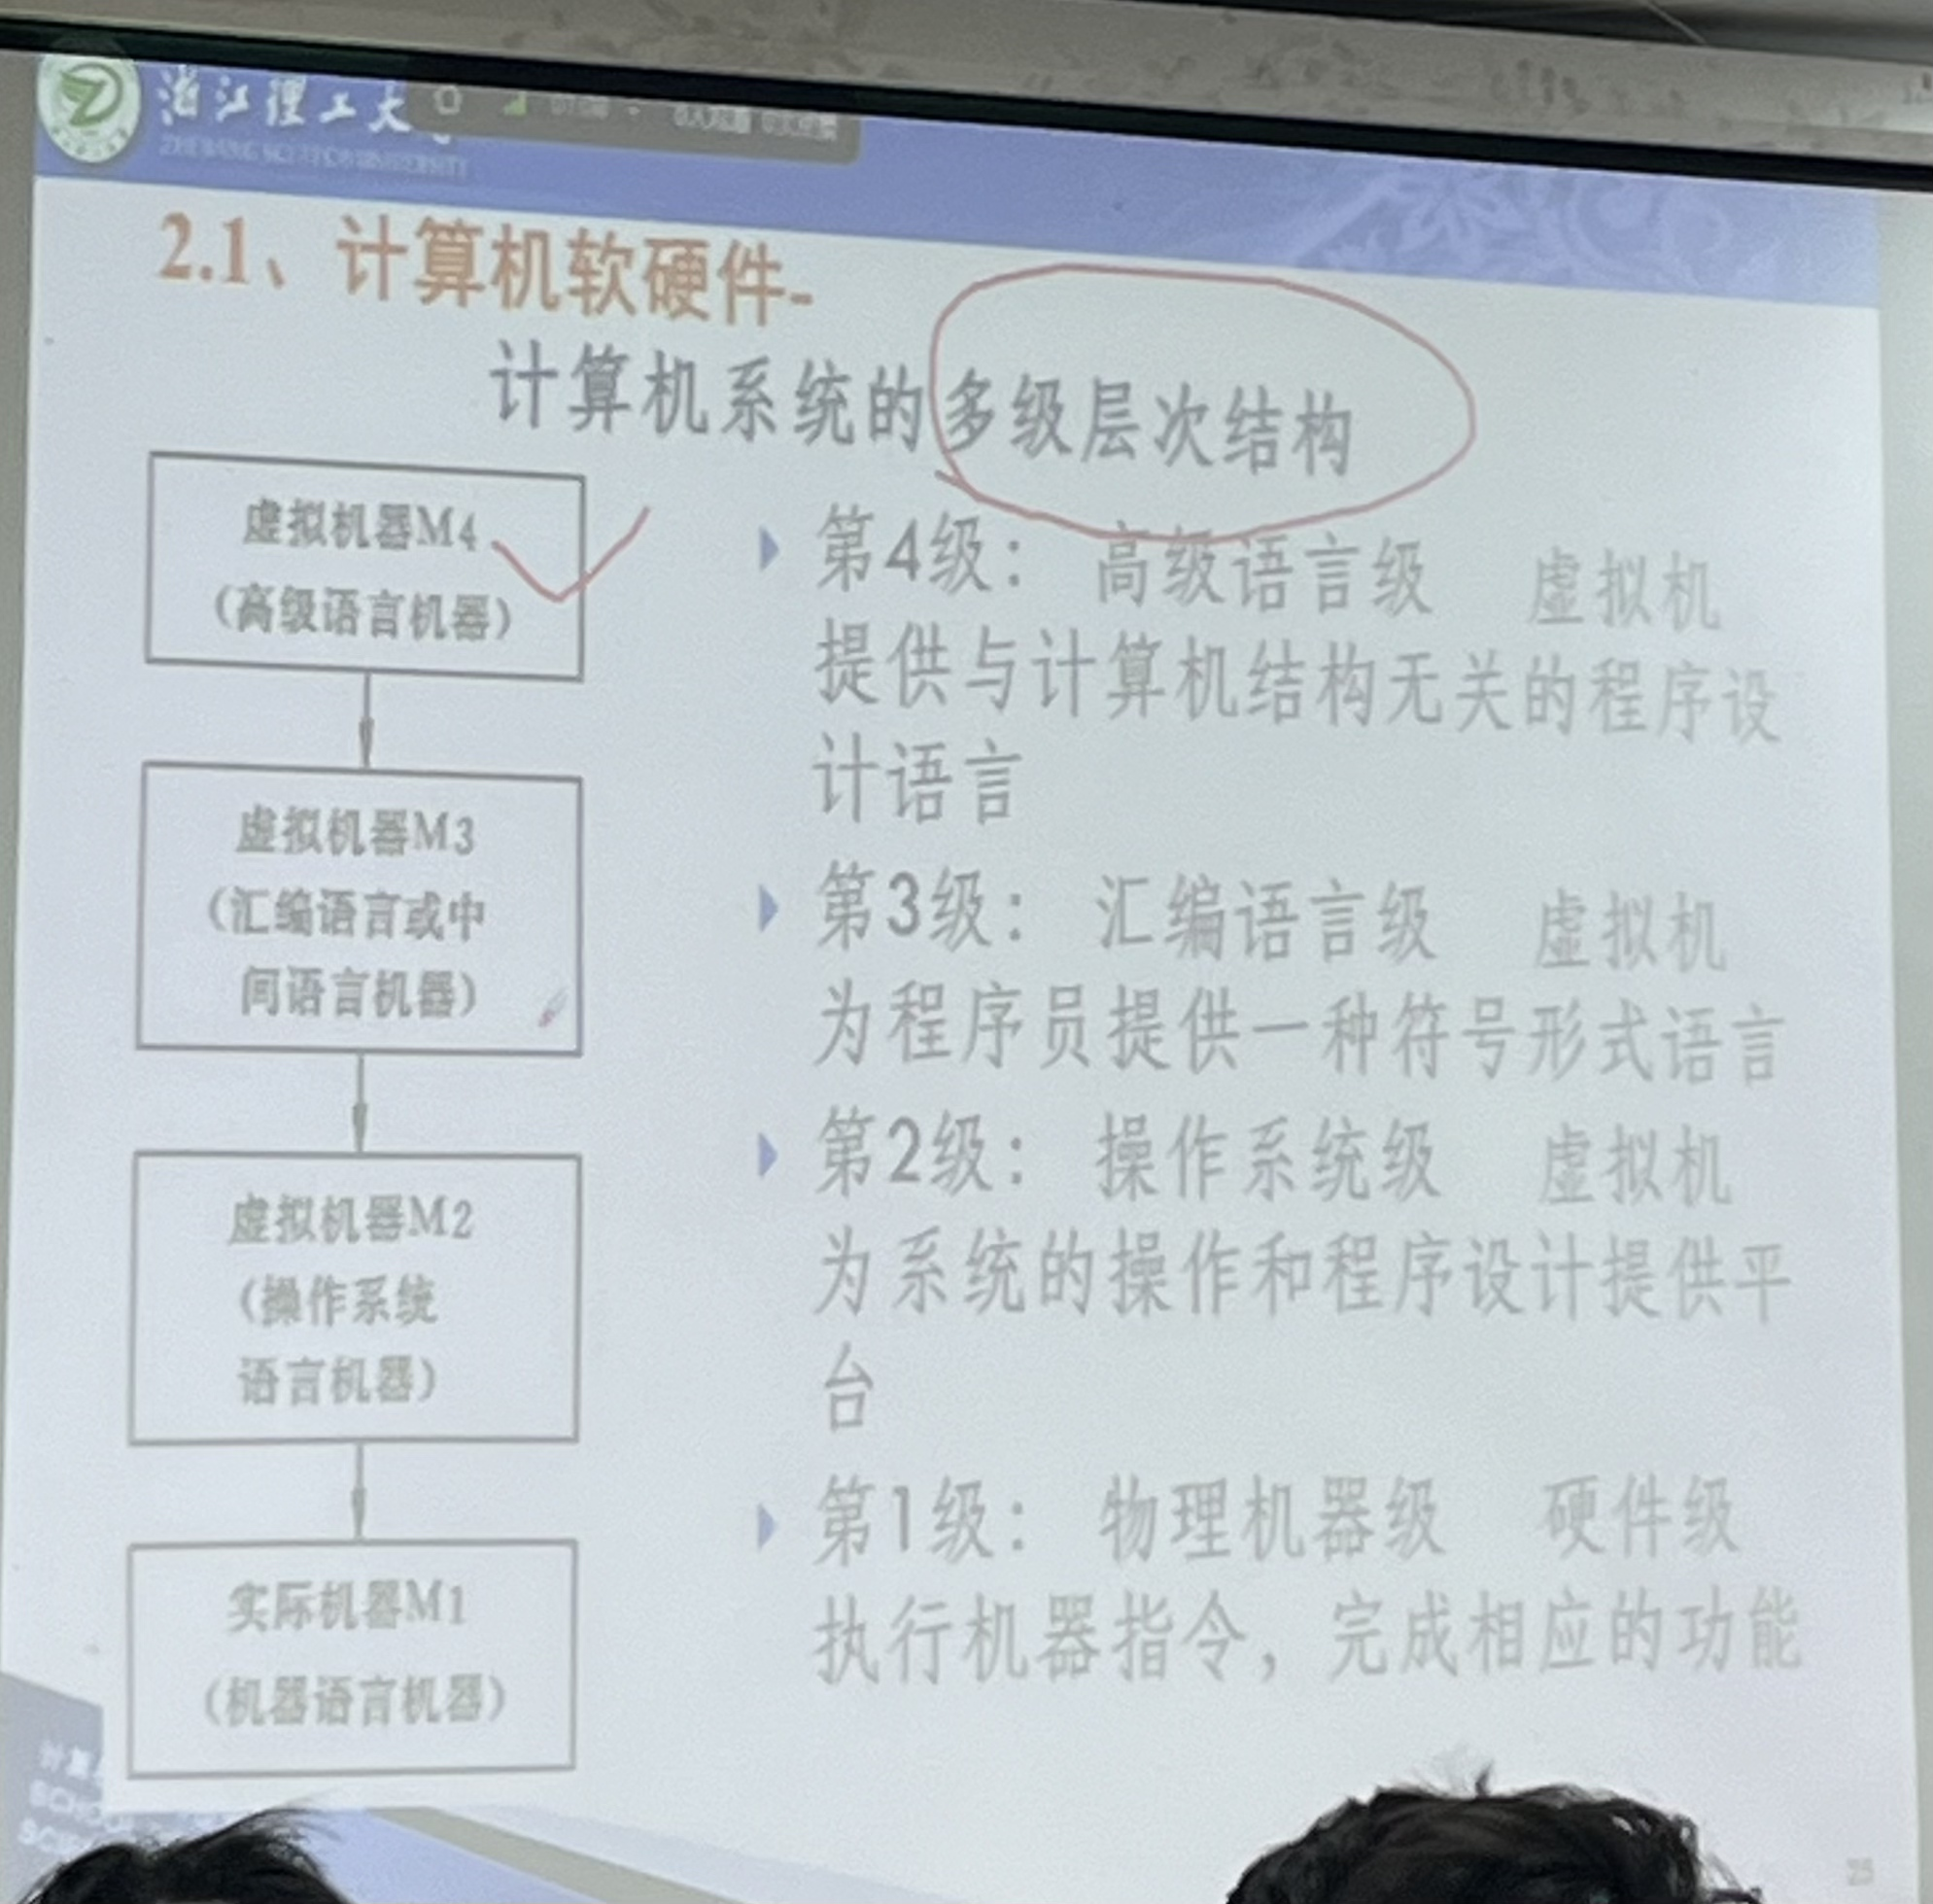 浙江理工大
2.1、计算机软硬件-
计算机系统的多级层次结构
虚拟机器M4
(高级语言机器)
虚拟机器M3
(汇编语言或中
间语言机器)
虚拟机器M2
(操作系统
语言机器)
实际机器M1
(机器语言机器)
第4级： 高级语言级 虚拟机
提供与计算机结构无关的程序设
计语言
第3级： 汇编语言级 虚拟机
为程序员提供一种符号形式语言
第2级： 操作系统级 虚拟机
为系统的操作和程序设计提供平
台
第1级： 物理机器级 硬件级
执行机器指令，完成相应的功能
25